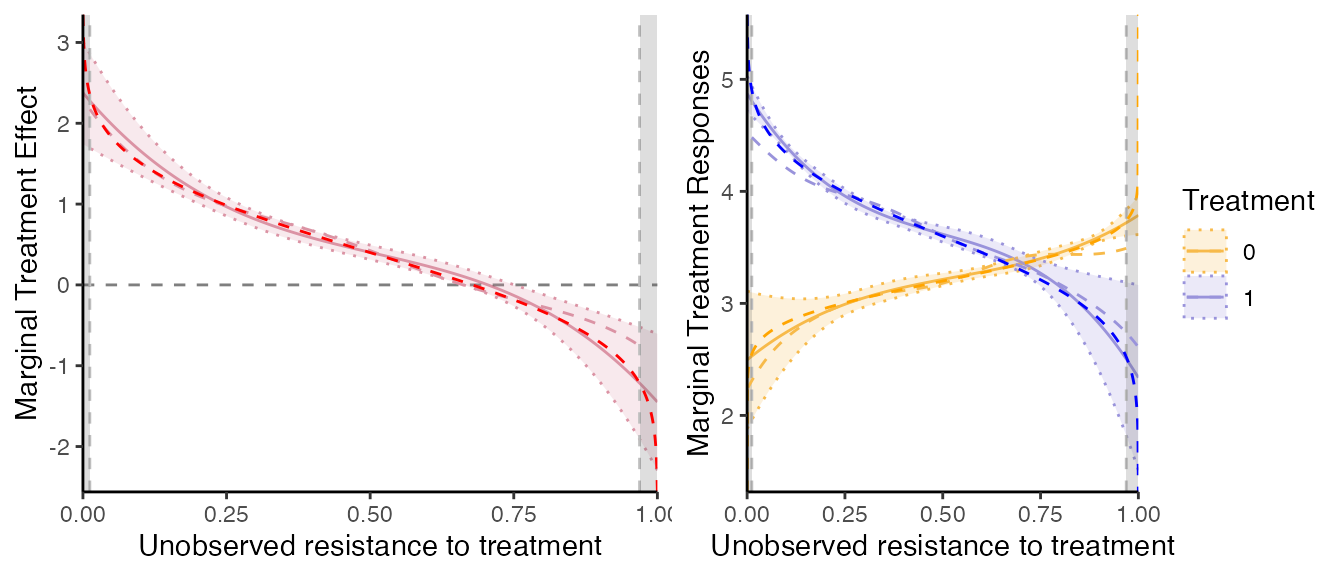 Marginal Treatment Effect
3
2
1
0
-1
-2
0.00 0.25 0.50 0.75 1.00
Unobserved resistance to treatment
Marginal Treatment Responses
5
4
3
2
0.00 0.25 0.50 0.75 1.00
Unobserved resistance to treatment
Treatment
0
1